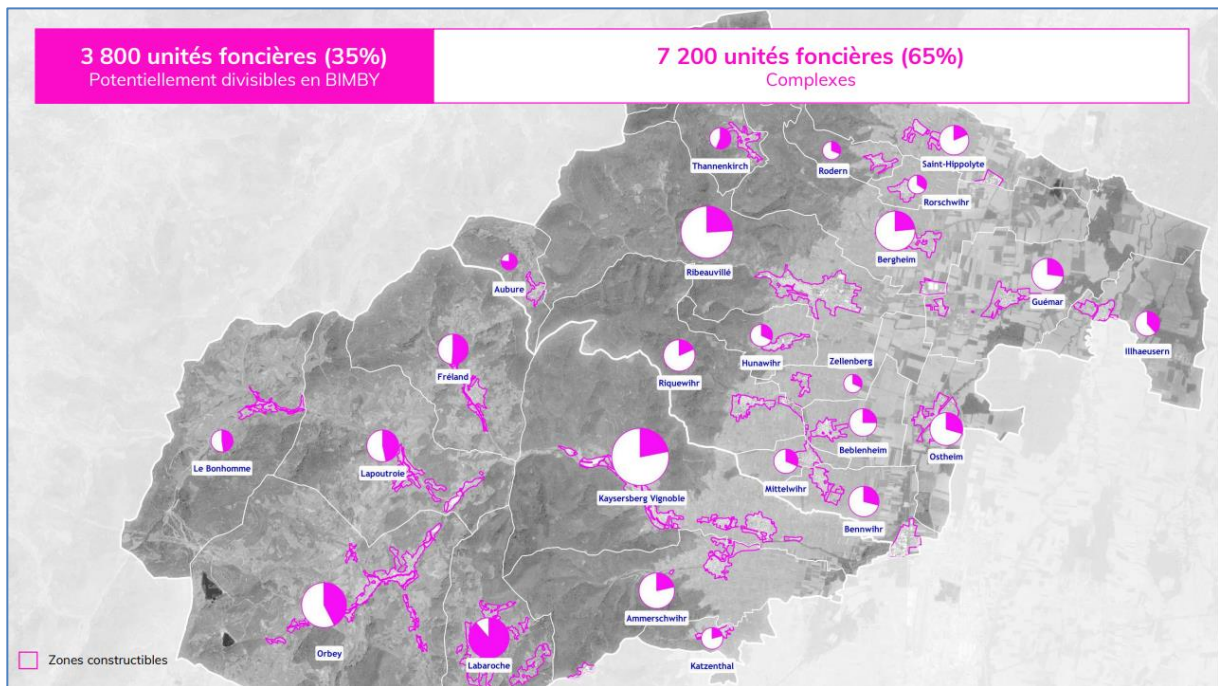 3 800 unités foncières (35%)
Potentiellement divisibles en BIMBY
7 200 unités foncières (65%)
Complexes
Thannenkirch
Rodern
Saint-Hippolyte
Rorschwihr
Ribeauvillé
Bergheim
Aubure
Guémar
Illhaeusern
Hunawihr
Zellenberg
Fréland
Riquewihr
Le Bonhomme
Lapoutroie
Beblenheim
Ostheim
Kaysersberg Vignoble
Mittelwihr
Bennwihr
Ammerschwihr
Orbey
Labaroche
Katzenthal
Zones constructibles